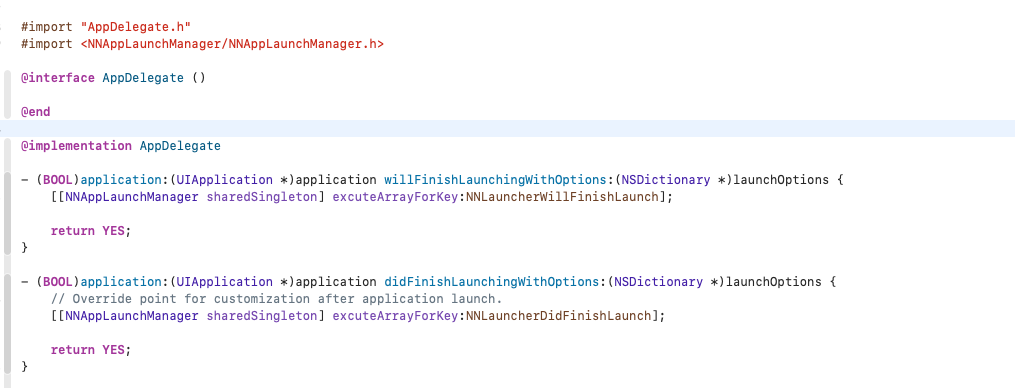 #import "AppDelegate.h"
#import <NNAppLaunchManager/NNAppLaunchManager.h>
@interface AppDelegate ()
@end
@implementation AppDelegate
- (BOOL)application:(UIApplication *)application willFinishLaunchingWithOptions:(NSDictionary *)launchOptions {
[[NNAppLaunchManager sharedSingleton] excuteArrayForKey:NNLauncherWillFinishLaunch];
return YES;
}
- (BOOL)application:(UIApplication *)application didFinishLaunchingWithOptions:(NSDictionary *)launchOptions {
// Override point for customization after application launch.
[[NNAppLaunchManager sharedSingleton] excuteArrayForKey:NNLauncherDidFinishLaunch];
return YES;
}